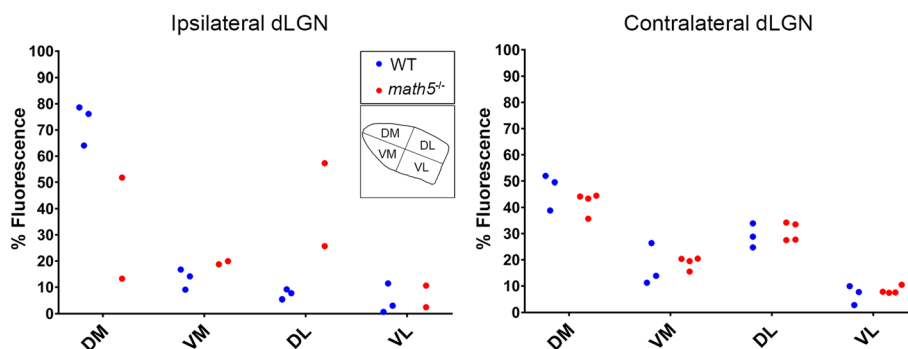 Ipsilateral dLGN
% Fluorescence
100
90
80
70
60
50
40
30
20
10
0
DM
VM
DL
VL
WT
math5-/-
DM
DL
VM
VL
Contralateral dLGN
% Fluorescence
100
90
80
70
60
50
40
30
20
10
0
DM
VM
DL
VL